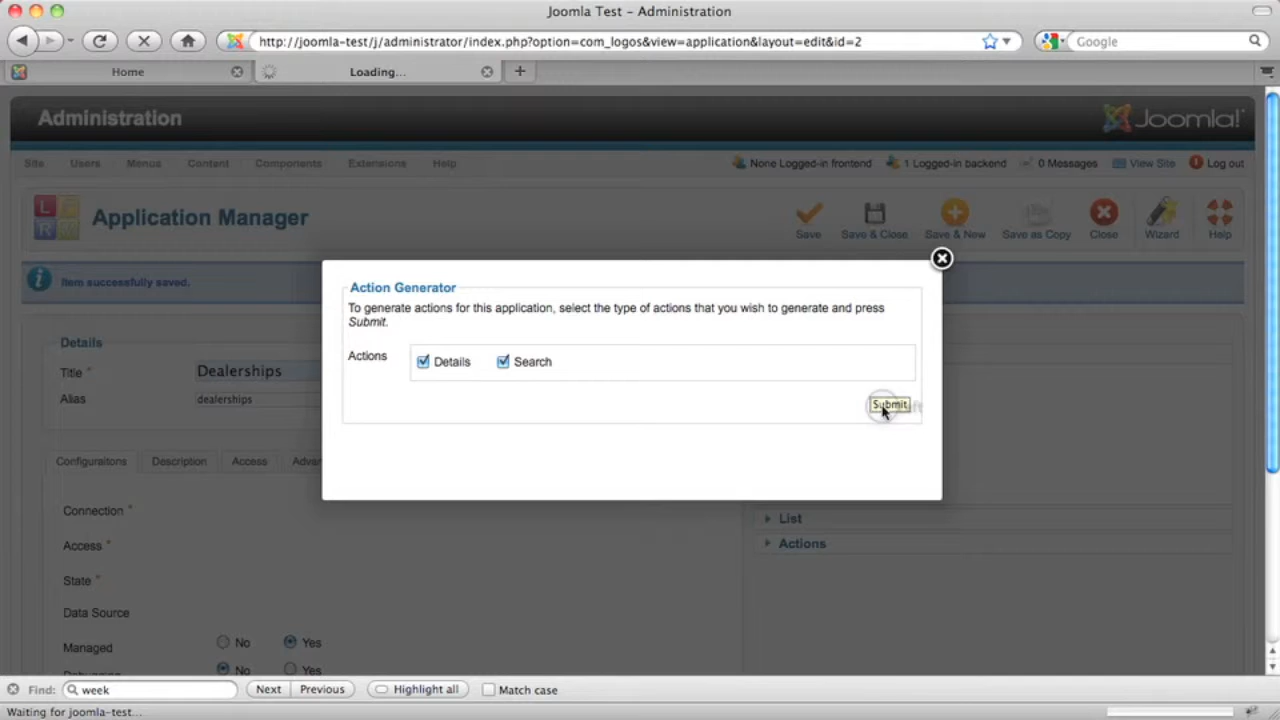 Joomla Test - Administration
http://joomla-test/j/administrator/index.php?option=com_logos&view=application&layout=edit&id=2
Google
Home
Loading...
Administration
Joomla!
Site Users Menus Content Components Extensions Help
None Logged-in frontend 1 Logged-in backend 0 Messages View Site Log out
L
R
Application Manager
Save Save & Close Save & New Save as Copy Close Wizard Help
Item successfully saved.
Action Generator
To generate actions for this application, select the type of actions that you wish to generate and press
Submit.
Actions Details Search
Submit
Details
Title * Dealerships
Alias dealerships
Configuraitons Description Access
Connection *
Access *
State *
Data Source
Managed No Yes
Debugging No Yes
List
Actions
Find: week Next Previous Highlight all Match case
Waiting for joomla-test...